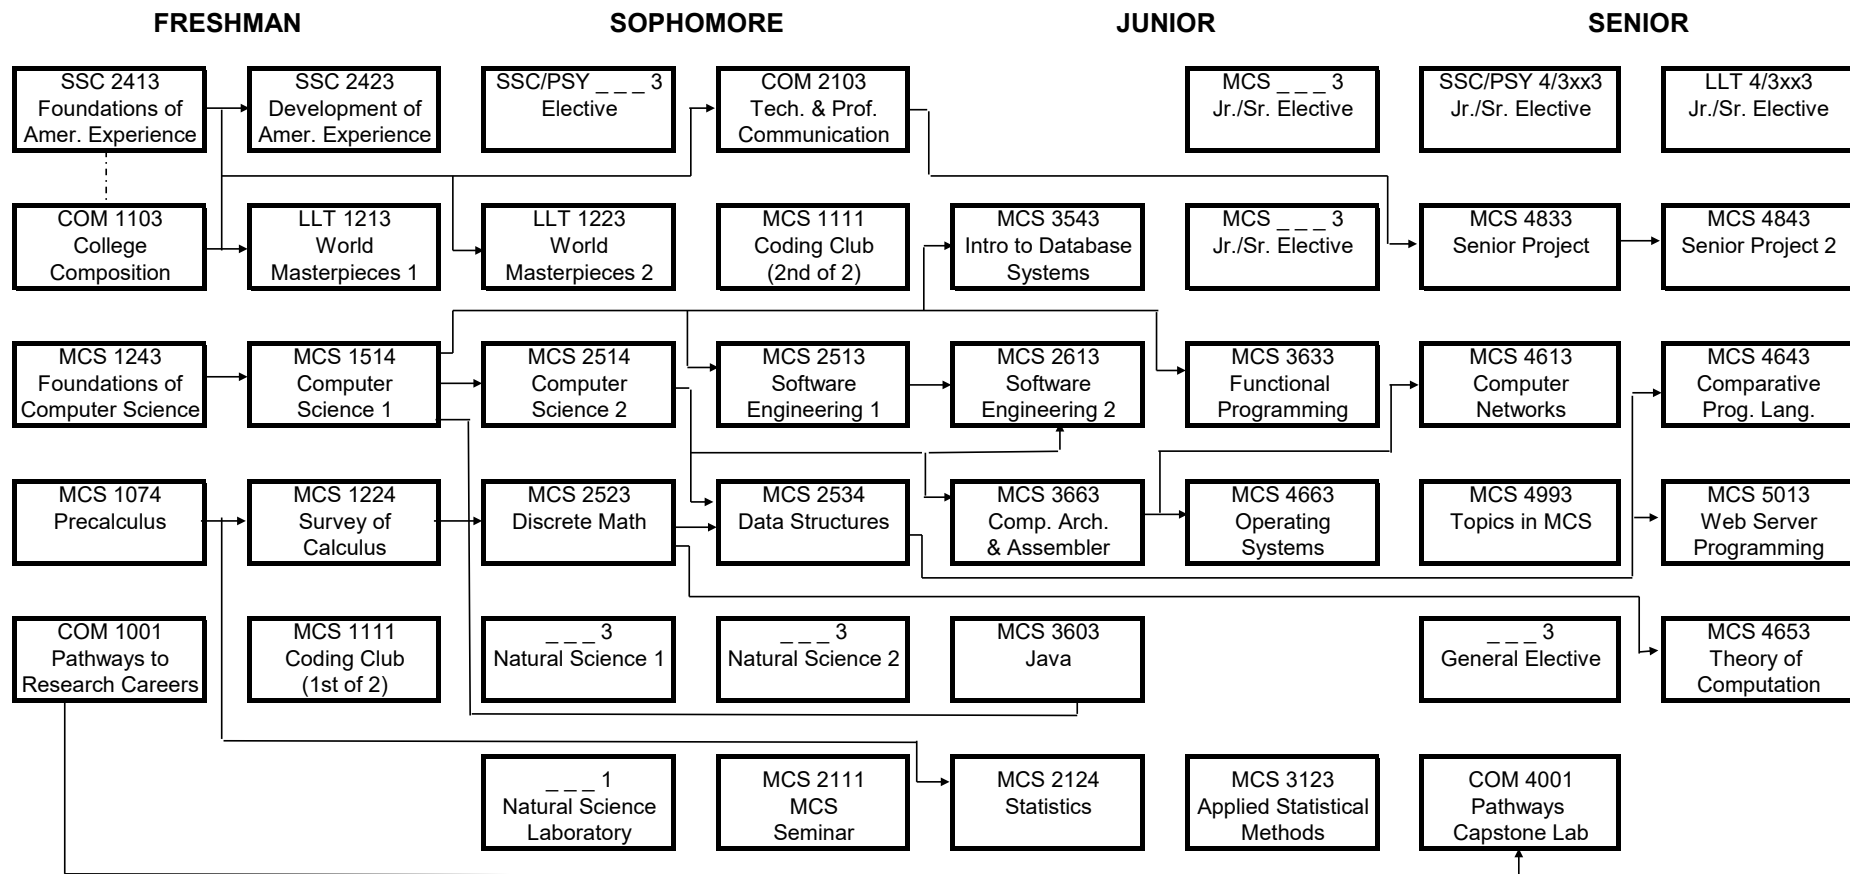 FRESHMAN
SOPHOMORE
JUNIOR
SENIOR
SSC 2413
Foundations of
Amer. Experience
SSC 2423
Development of
Amer. Experience
SSC/PSY _ _ _ 3
Elective
COM 2103
Tech. & Prof.
Communication
MCS _ _ _ 3
Jr./Sr. Elective
SSC/PSY 4/3xx3
Jr./Sr. Elective
LLT 4/3xx3
Jr./Sr. Elective
COM 1103
College
Composition
LLT 1213
World
Masterpieces 1
LLT 1223
World
Masterpieces 2
MCS 1111
Coding Club
(2nd of 2)
MCS 3543
Intro to Database
Systems
MCS _ _ _ 3
Jr./Sr. Elective
MCS 4833
Senior Project
MCS 4843
Senior Project 2
MCS 1243
Foundations of
Computer Science
MCS 1514
Computer
Science 1
MCS 2514
Computer
Science 2
MCS 2513
Software
Engineering 1
MCS 2613
Software
Engineering 2
MCS 3633
Functional
Programming
MCS 4613
Computer
Networks
MCS 4643
Comparative
Prog. Lang.
MCS 1074
Precalculus
MCS 1224
Survey of
Calculus
MCS 2523
Discrete Math
MCS 2534
Data Structures
MCS 3663
Comp. Arch.
& Assembler
MCS 4663
Operating
Systems
MCS 4993
Topics in MCS
MCS 5013
Web Server
Programming
COM 1001
Pathways to
Research Careers
MCS 1111
Coding Club
(1st of 2)
_ _ _ 3
Natural Science 1
_ _ _ 3
Natural Science 2
MCS 3603
Java
_ _ _ 3
General Elective
MCS 4653
Theory of
Computation
_ _ _ 1
Natural Science
Laboratory
MCS 2111
MCS
Seminar
MCS 2124
Statistics
MCS 3123
Applied Statistical
Methods
COM 4001
Pathways
Capstone Lab